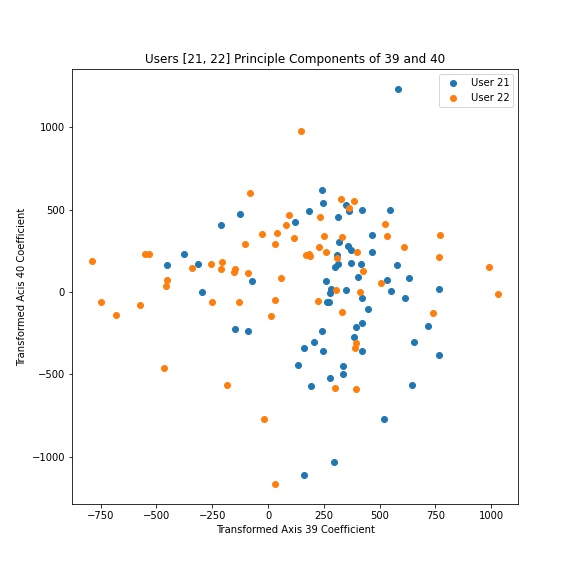 Users [21, 22] Principle Components of 39 and 40
User 21
User 22
Transformed Acis 40 Coefficient
1000
500
0
−500
−1000
−750
−500
−250
0
250
500
750
1000
Transformed Axis 39 Coefficient